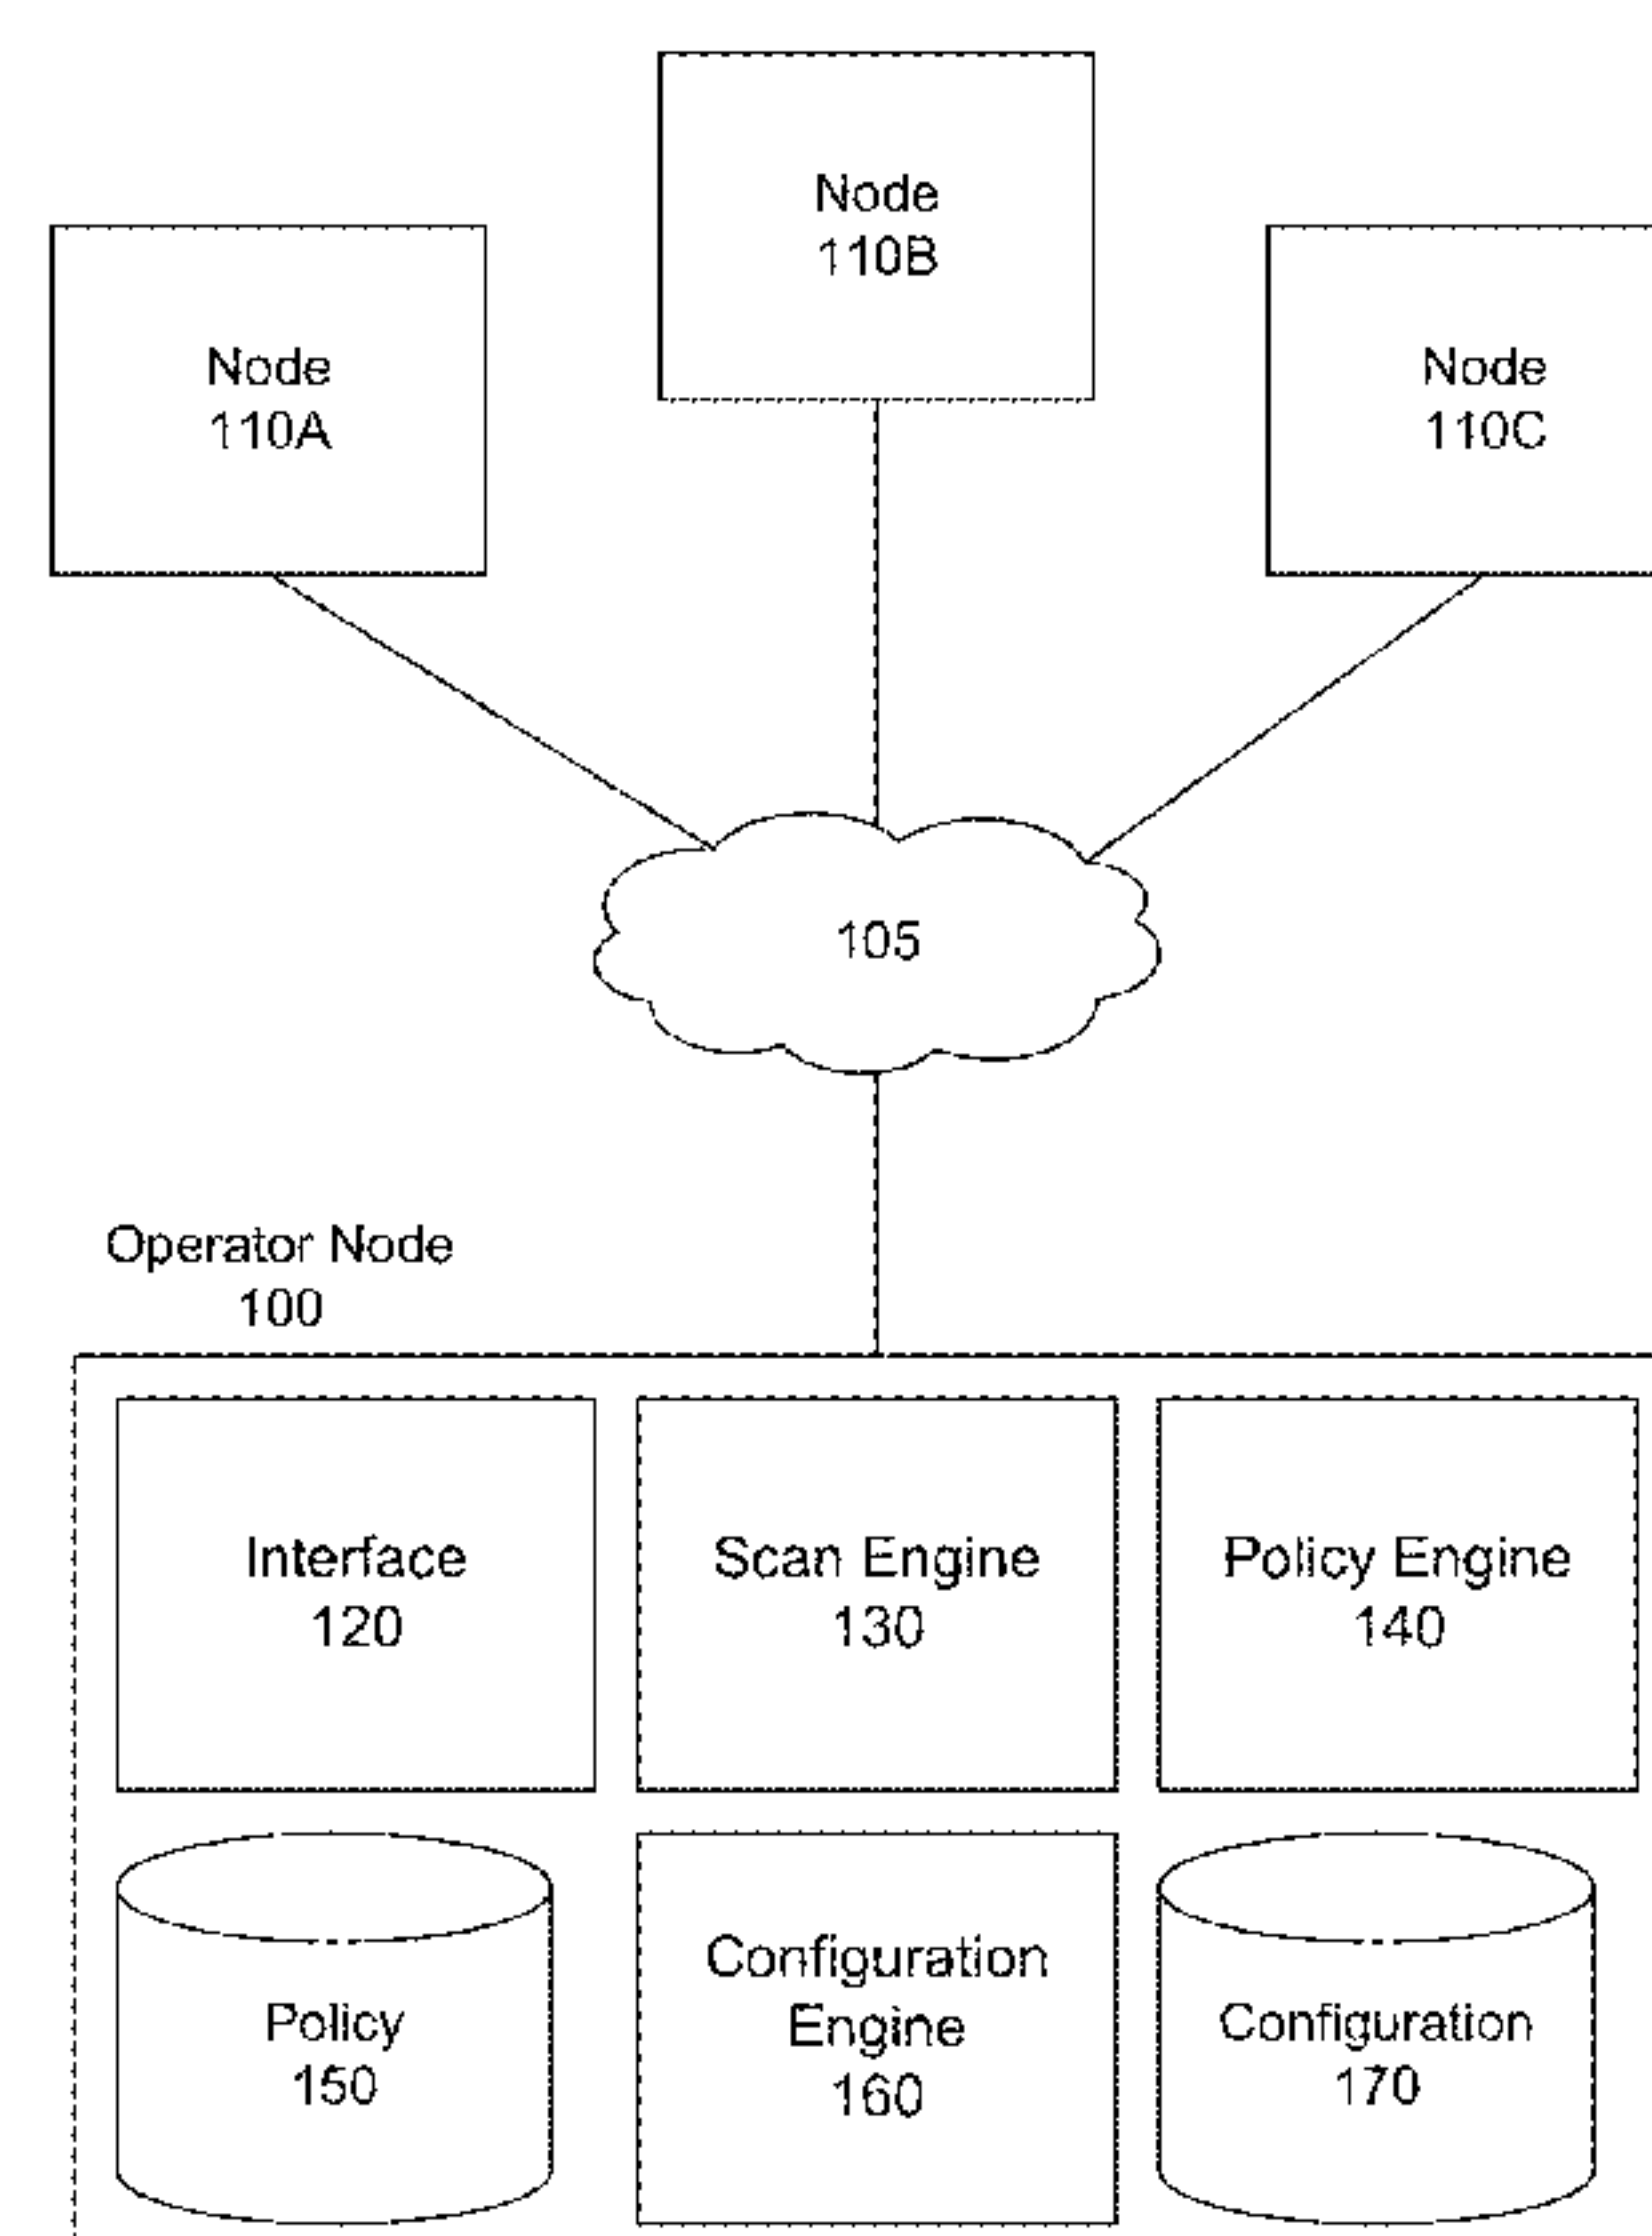 Node
110B
Node
110A
Node
110C
105
Operator Node
100
Interface
120
Scan Engine
130
Policy Engine
140
Policy
150
Configuration
Engine
160
Configuration
170